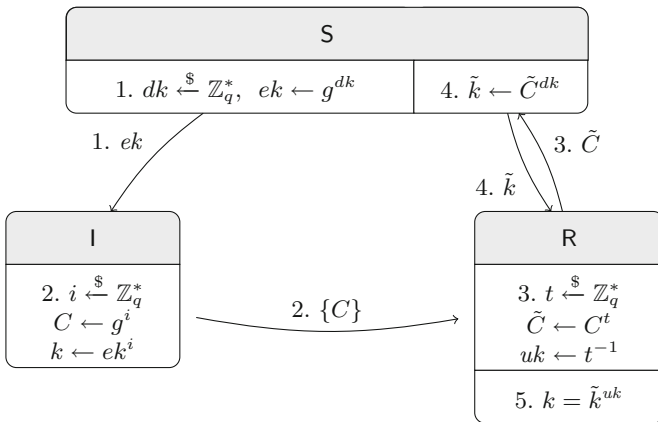 S
1. dk ←$ ℤ_q^*, ek ← g^{dk}
4. k̃ ← C̃^{dk}
1. ek
3. C̃
4. k̃
I
2. i ←$ ℤ_q^*
C ← g^i
k ← ek^i
2. {C}
R
3. t ←$ ℤ_q^*
C̃ ← C^t
uk ← t^{-1}
5. k = k̃^{uk}